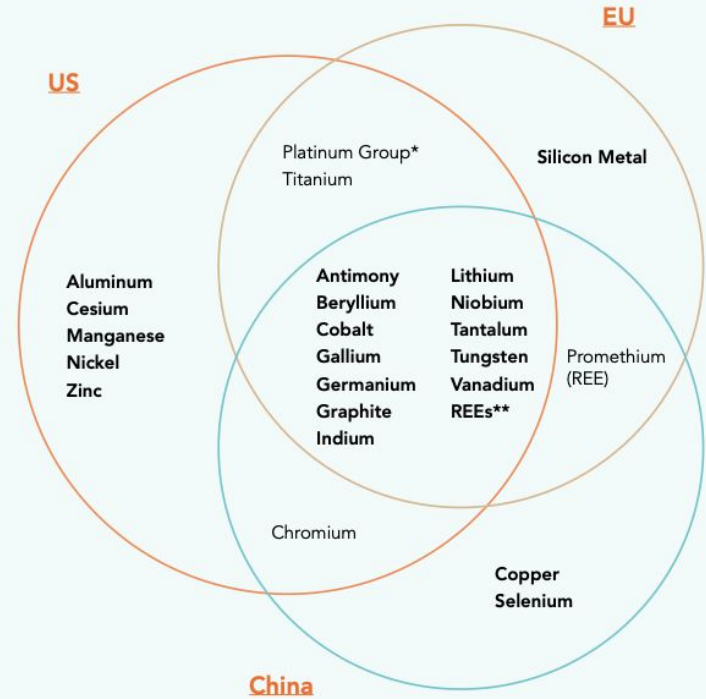 EU
US
Platinum Group*
Titanium
Silicon Metal
Aluminum
Cesium
Manganese
Nickel
Zinc
Antimony
Beryllium
Cobalt
Gallium
Germanium
Graphite
Indium
Lithium
Niobium
Tantalum
Tungsten
Vanadium
REEs**
Promethium
(REE)
Chromium
Copper
Selenium
China